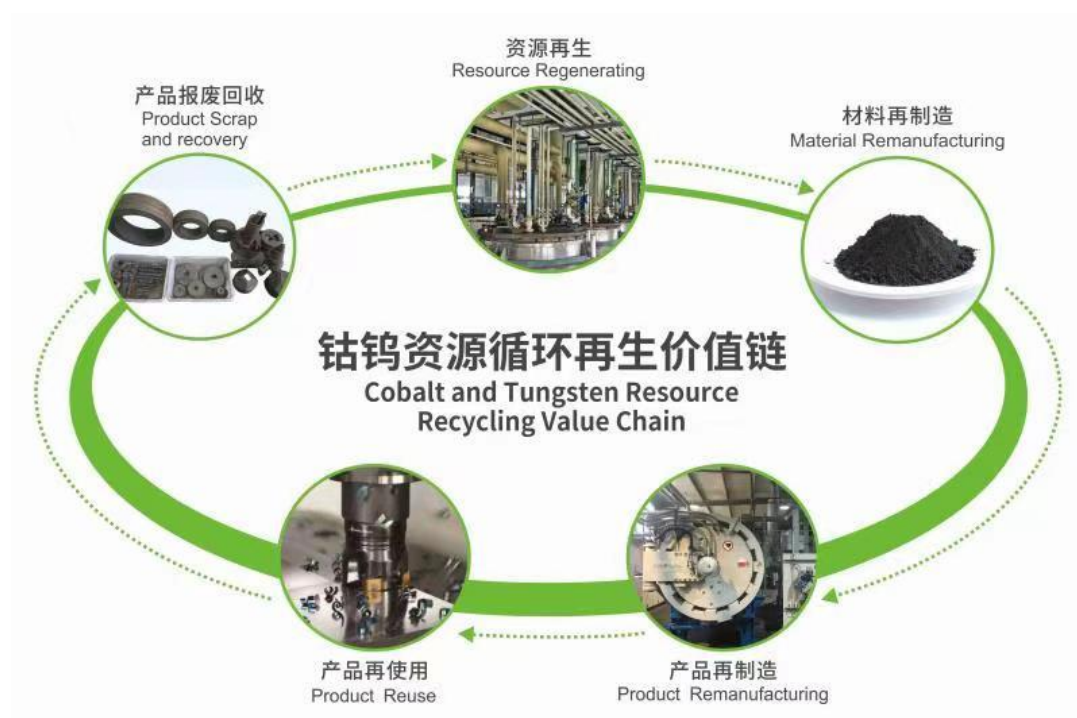 资源再生
Resource Regenerating
产品报废回收
Product Scrap
and recovery
材料再制造
Material Remanufacturing
钴钨资源循环再生价值链
Cobalt and Tungsten Resource
Recycling Value Chain
产品再使用
Product Reuse
产品再制造
Product Remanufacturing